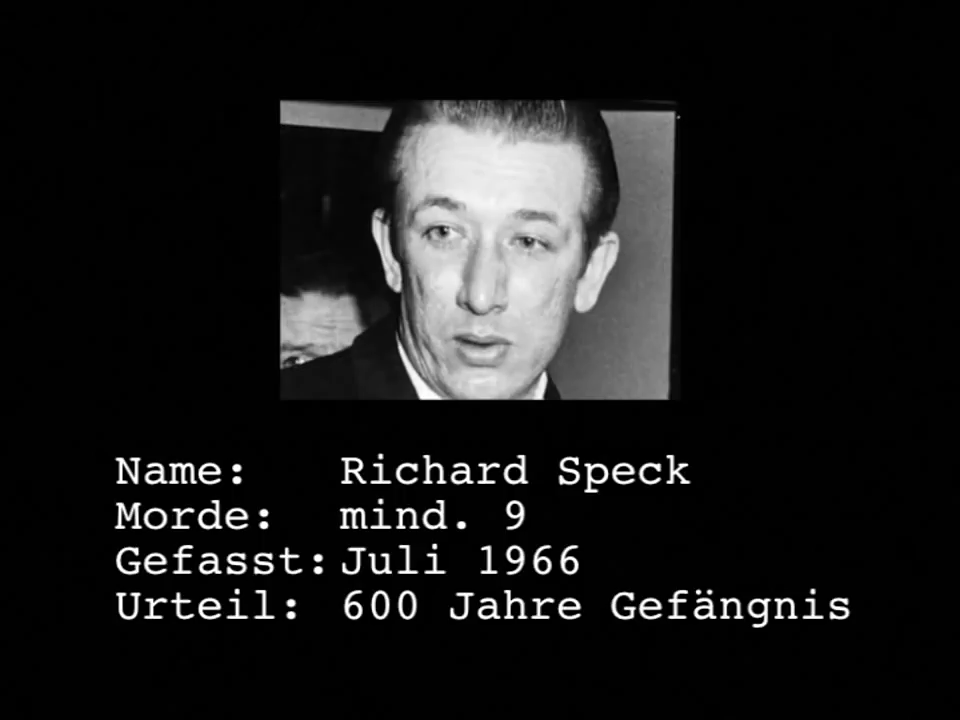 Name: Richard Speck
Morde: mind. 9
Gefasst: Juli 1966
Urteil: 600 Jahre Gefängnis